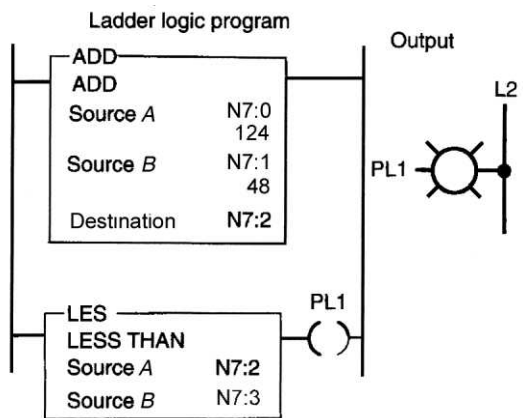 Ladder logic program
Output
ADD
ADD
Source A N7:0
124
Source B N7:1
48
Destination N7:2
L2
PL1
LES
LESS THAN
Source A N7:2
Source B N7:3
PL1